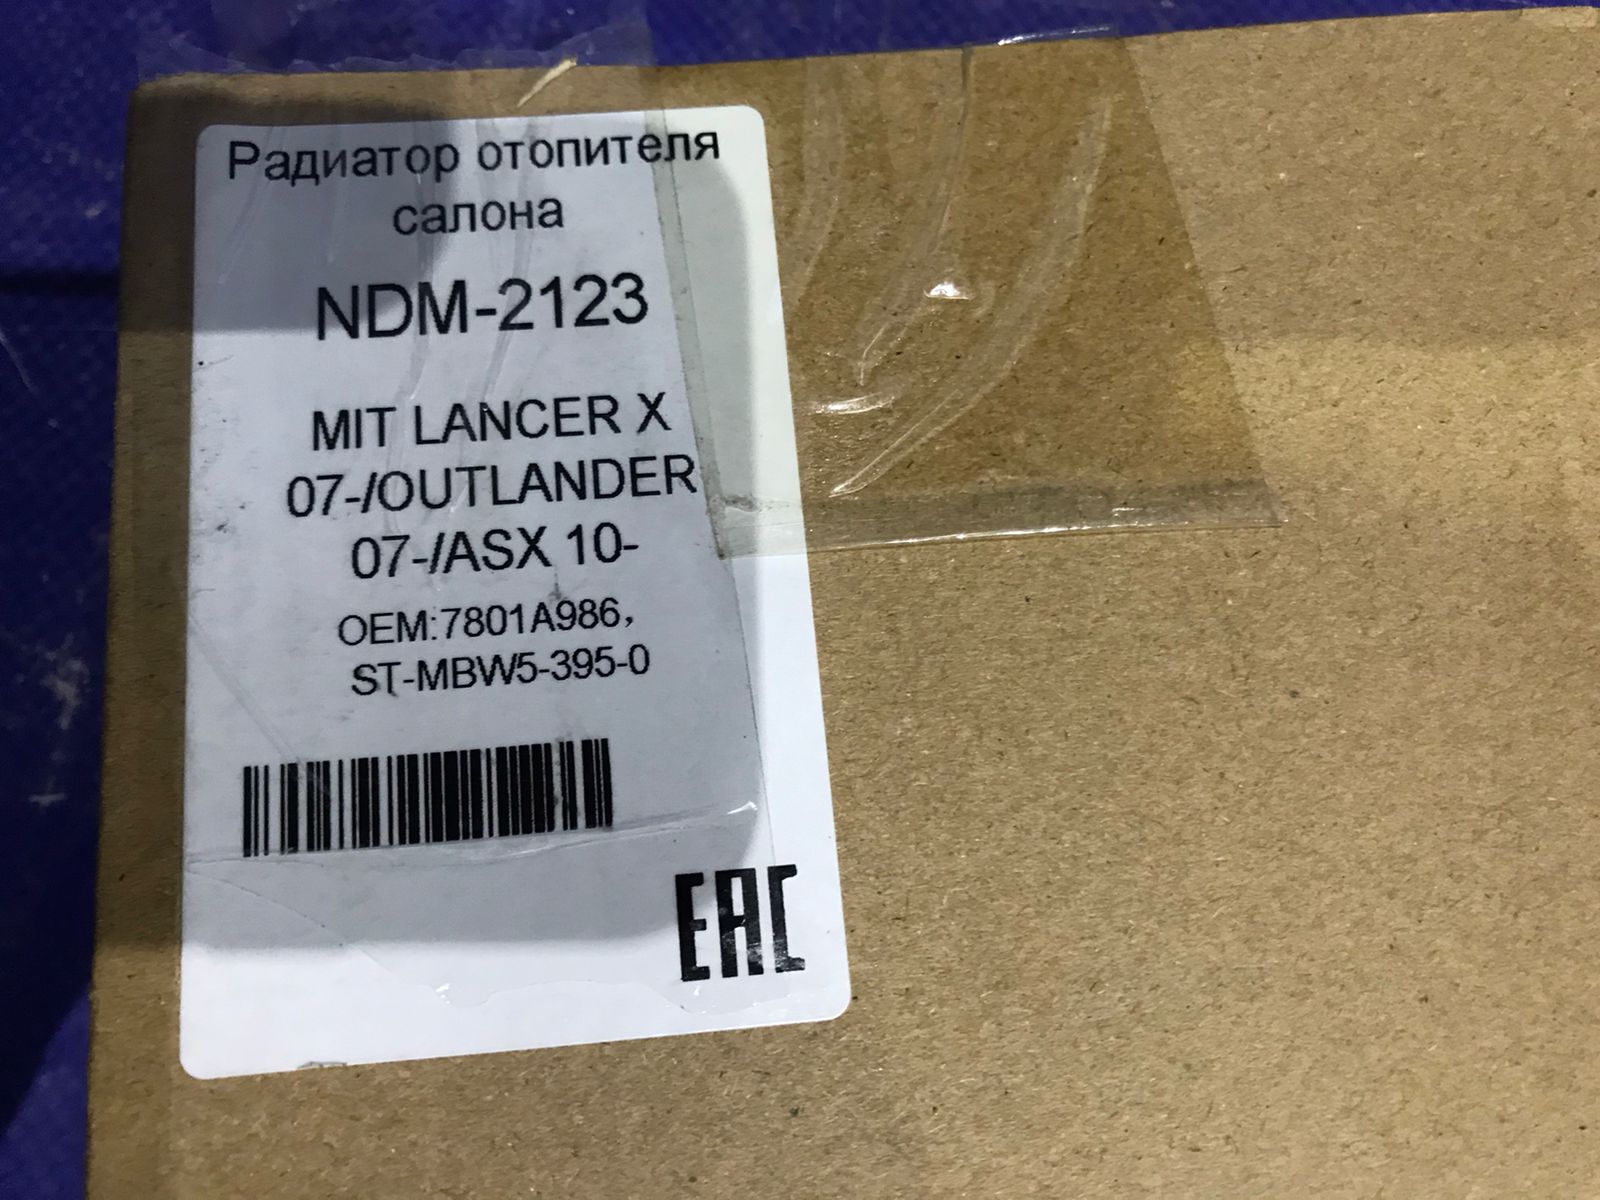 Радиатор отопителя
салона
NDM-2123
MIT LANCER X
07-/OUTLANDER
07-/ASX 10-
OEM:7801A986,
ST-MBW5-395-0
EAC